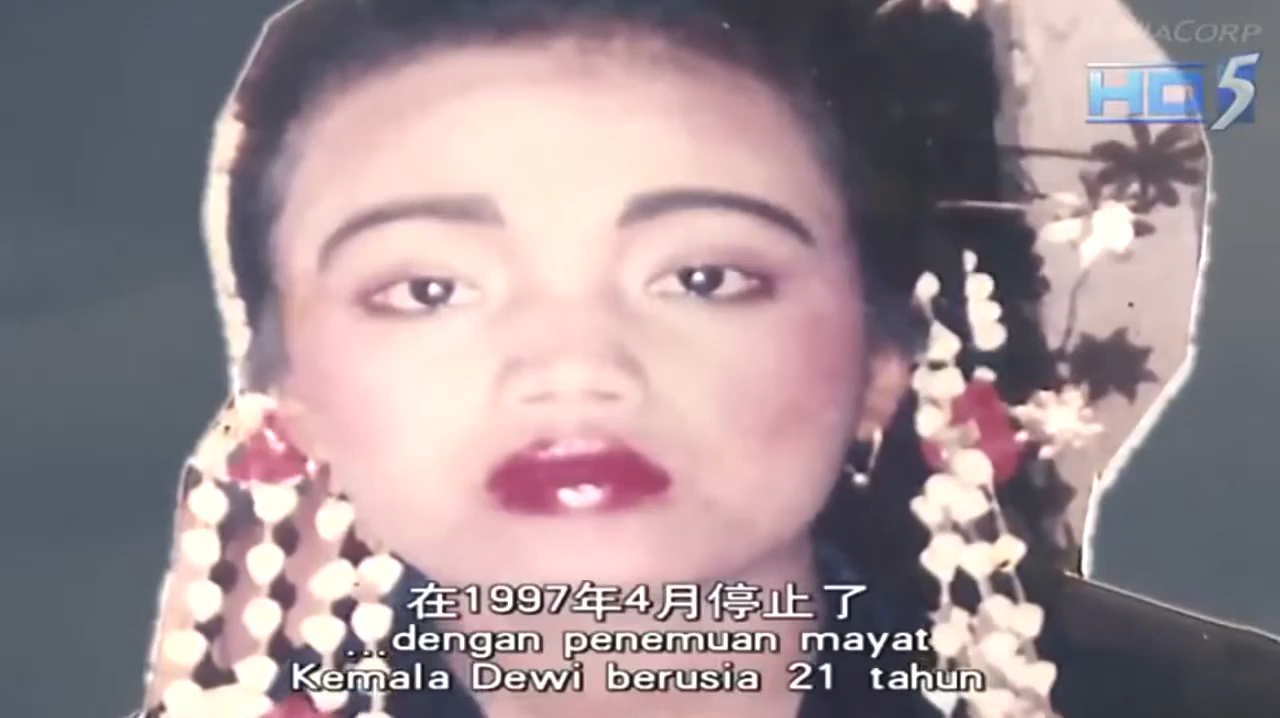 MEDIACORP
HD5
在1997年4月停止了
...dengan penemuan mayat
Kemala Dewi berusia 21 tahun